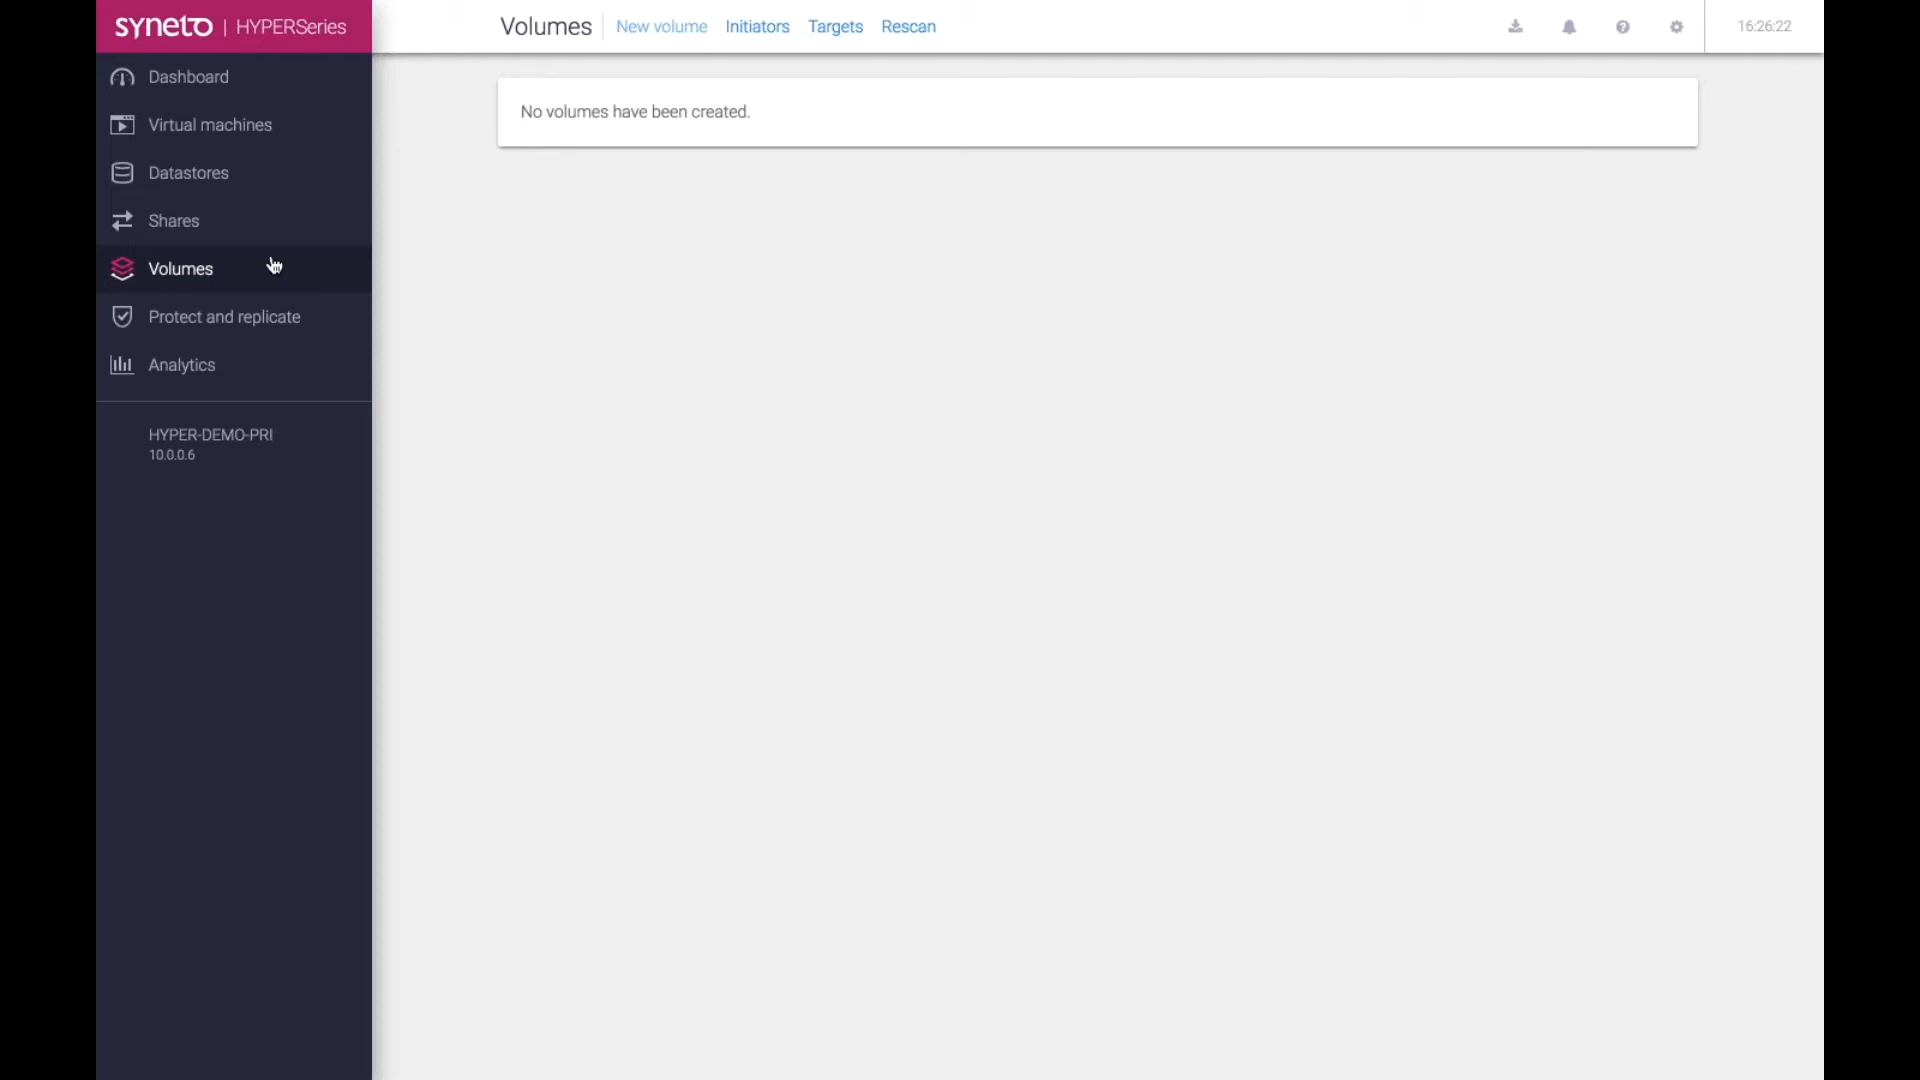 syneto | HYPERSeries
Volumes New volume Initiators Targets Rescan
16:26:22
Dashboard
Virtual machines
Datastores
Shares
Volumes
Protect and replicate
Analytics
HYPER-DEMO-PRI
10.0.0.6
No volumes have been created.